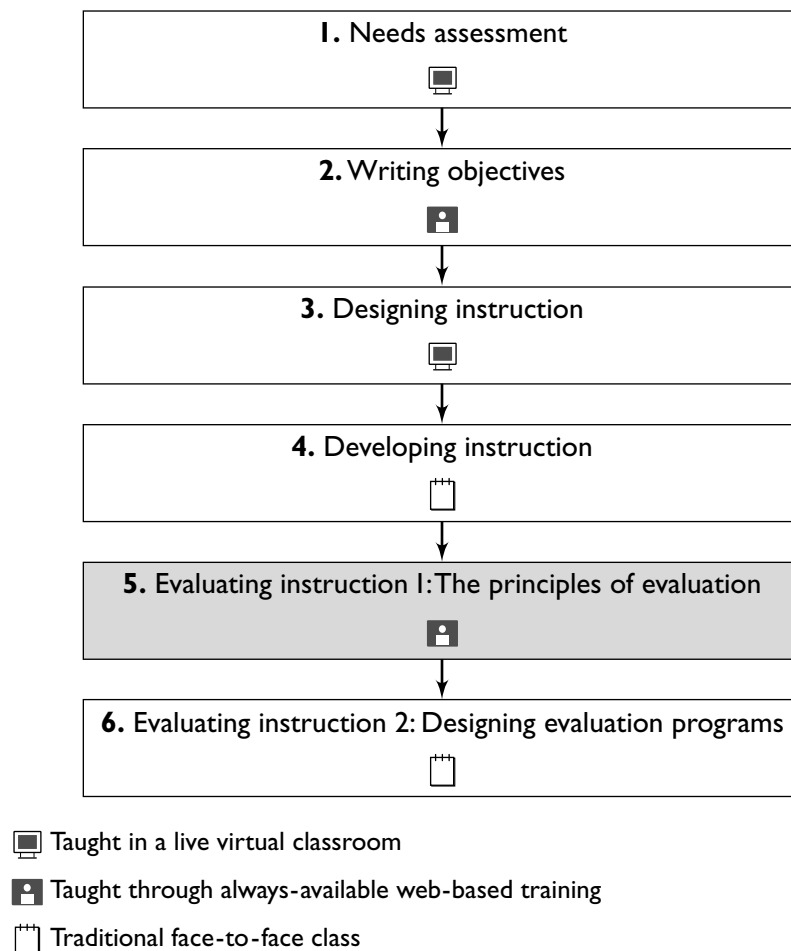 1. Needs assessment
2. Writing objectives
3. Designing instruction
4. Developing instruction
5. Evaluating instruction 1: The principles of evaluation
6. Evaluating instruction 2: Designing evaluation programs
Taught in a live virtual classroom
Taught through always-available web-based training
Traditional face-to-face class